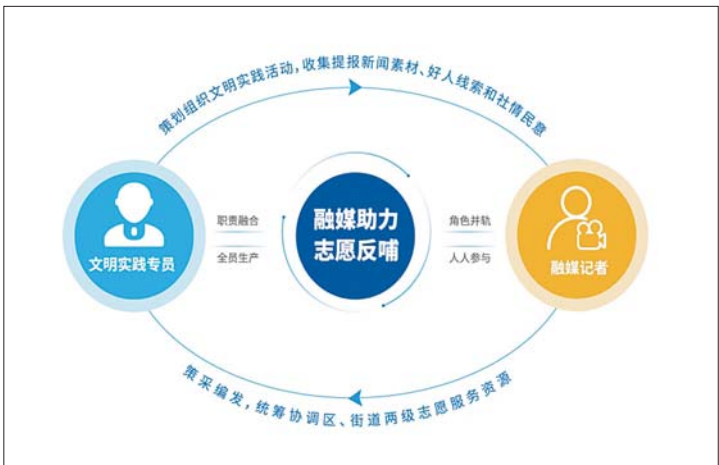 策划组织文明实践活动,收集提报新闻素材、好人线索和社情民意
文明实践专员
职责融合
全员生产
融媒助力
志愿反哺
角色并轨
人人参与
融媒记者
策采编发，统筹协调区、街道两级志愿服务资源